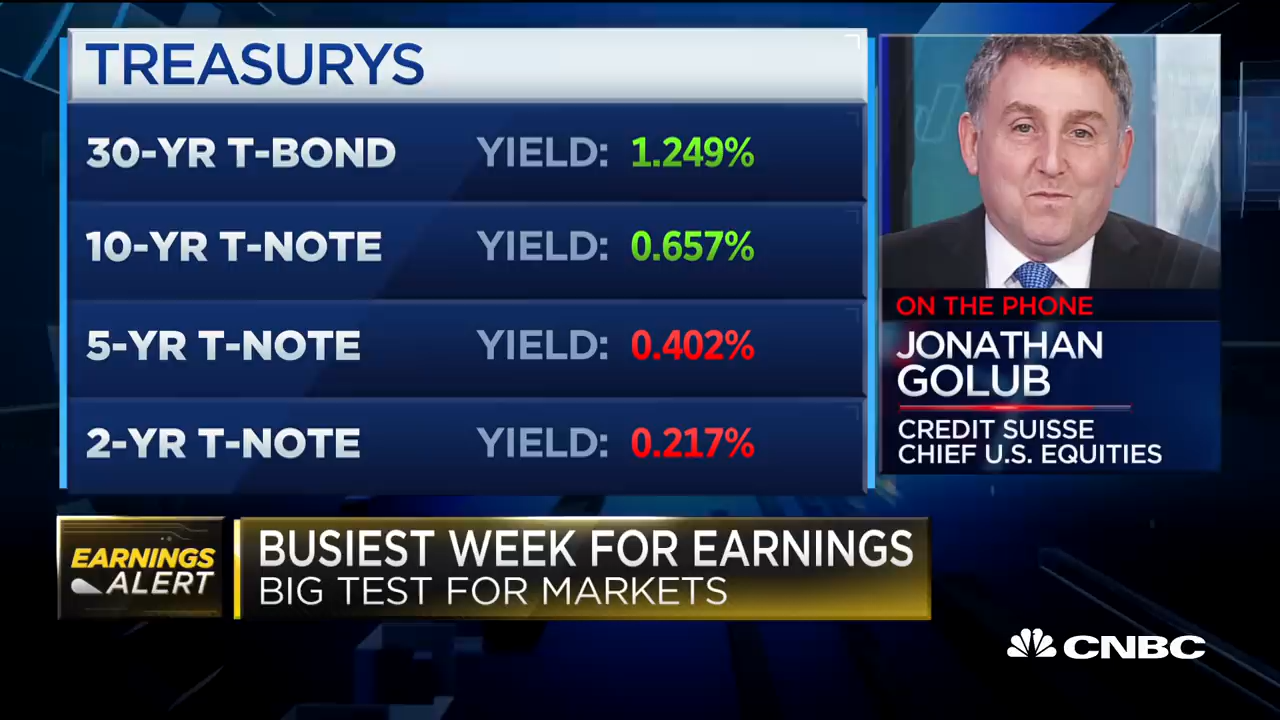 TREASURYS
30-YR T-BOND YIELD: 1.249%
10-YR T-NOTE YIELD: 0.657%
5-YR T-NOTE YIELD: 0.402%
2-YR T-NOTE YIELD: 0.217%
ON THE PHONE
JONATHAN
GOLUB
CREDIT SUISSE
CHIEF U.S. EQUITIES
EARNINGS
ALERT
BUSIEST WEEK FOR EARNINGS
BIG TEST FOR MARKETS
CNBC